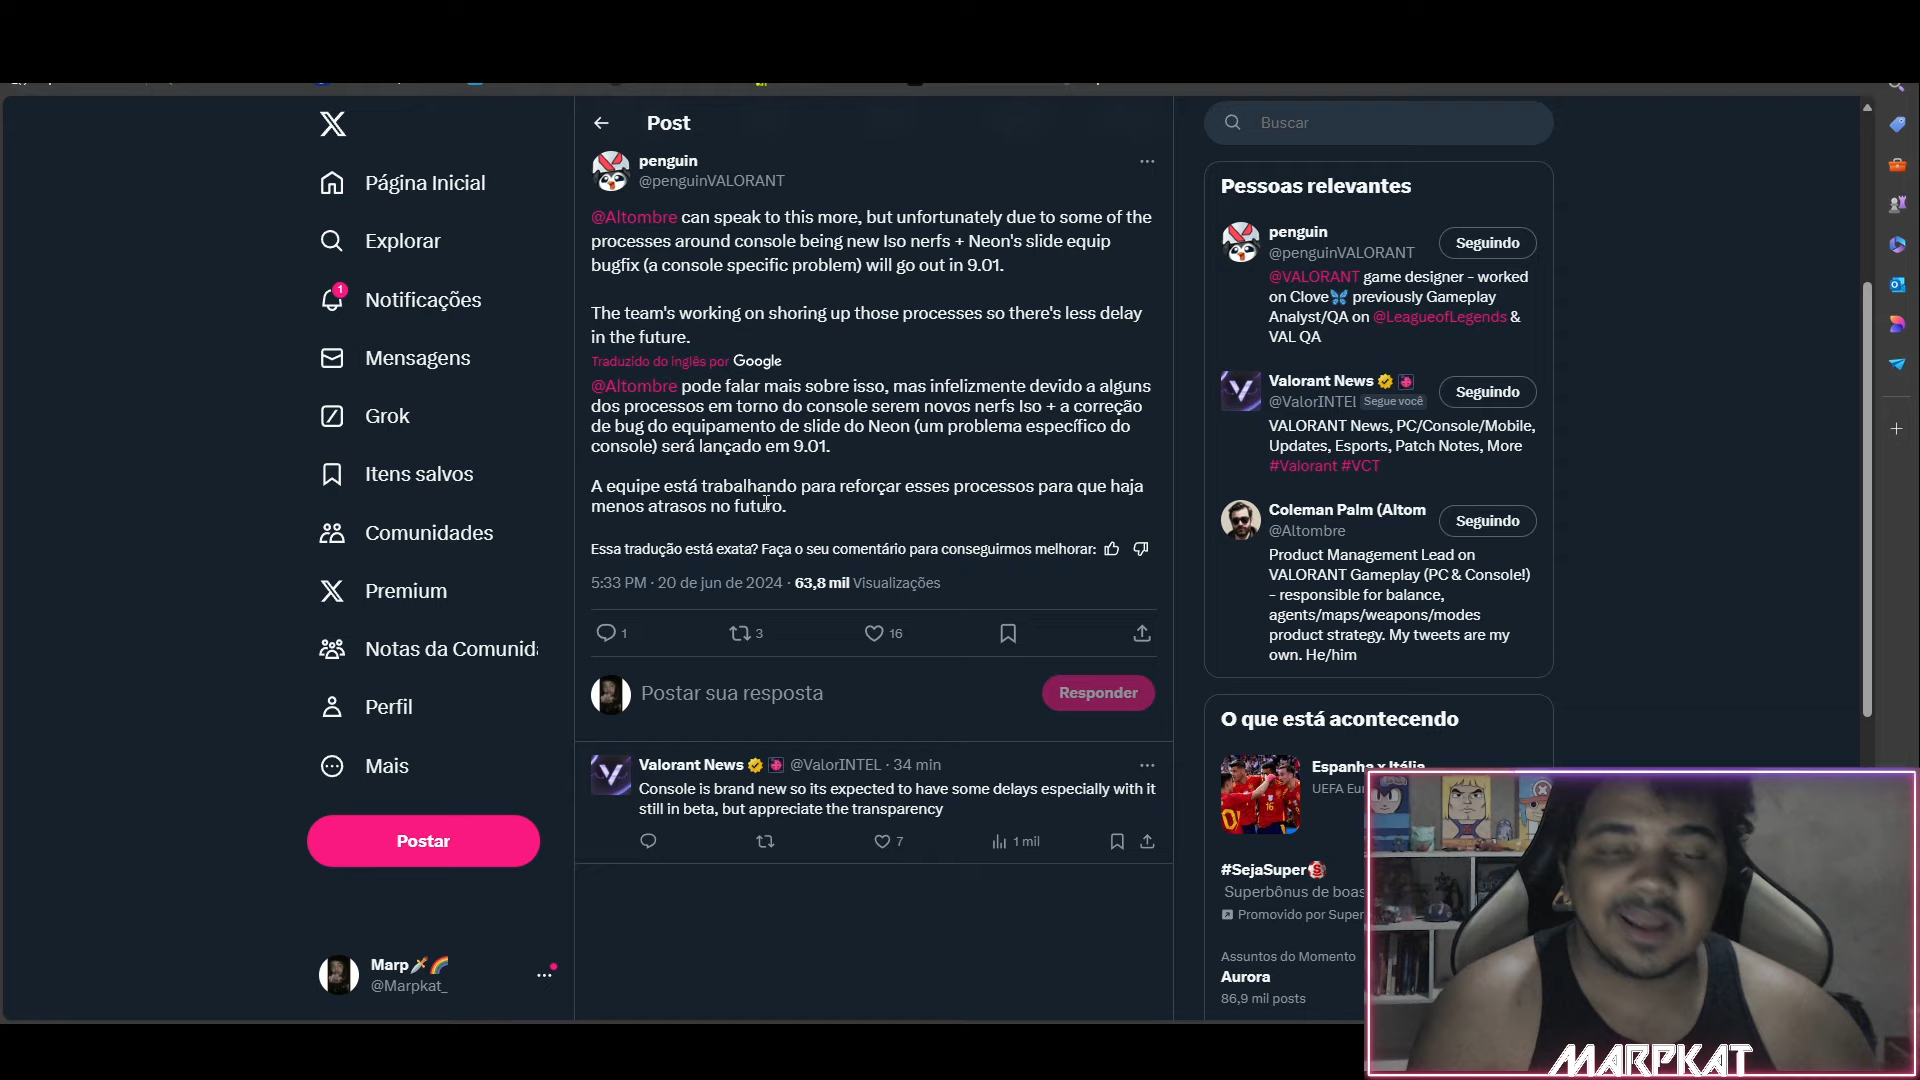 Post
penguin
@penguinVALORANT
@Altombre can speak to this more, but unfortunately due to some of the
processes around console being new Iso nerfs + Neon's slide equip
bugfix (a console specific problem) will go out in 9.01.
The team's working on shoring up those processes so there's less delay
in the future.
Traduzido do inglês por Google
@Altombre pode falar mais sobre isso, mas infelizmente devido a alguns
dos processos em torno do console serem novos nerfs Iso + a correção
de bug do equipamento de slide do Neon (um problema específico do
console) será lançado em 9.01.
A equipe está trabalhando para reforçar esses processos para que haja
menos atrasos no futuro.
Essa tradução está exata? Faça o seu comentário para conseguirmos melhorar:
5:33 PM · 20 de jun de 2024 · 63,8 mil Visualizações
1
3
16
Postar sua resposta
Responder
Valorant News @ValorINTEL · 34 min
Console is brand new so its expected to have some delays especially with it
still in beta, but appreciate the transparency
7
1 mil
X
Página Inicial
Explorar
1
Notificações
Mensagens
Grok
Itens salvos
Comunidades
Premium
Notas da Comunida
Perfil
Mais
Postar
Marp
@Marpkat_
Buscar
Pessoas relevantes
penguin
@penguinVALORANT
Seguindo
@VALORANT game designer - worked
on Clove previously Gameplay
Analyst/QA on @LeagueofLegends &
VAL QA
Valorant News
@ValorINTEl Segue você
Seguindo
VALORANT News, PC/Console/Mobile,
Updates, Esports, Patch Notes, More
#Valorant #VCT
Coleman Palm (Altom
@Altombre
Seguindo
Product Management Lead on
VALORANT Gameplay (PC & Console!)
- responsible for balance,
agents/maps/weapons/modes
product strategy. My tweets are my
own. He/him
O que está acontecendo
Espanha x Itália
UEFA Eu
#SejaSuper
Superbônus de boas
Promovido por Super
Assuntos do Momento
Aurora
86,9 mil posts
MARPKAT